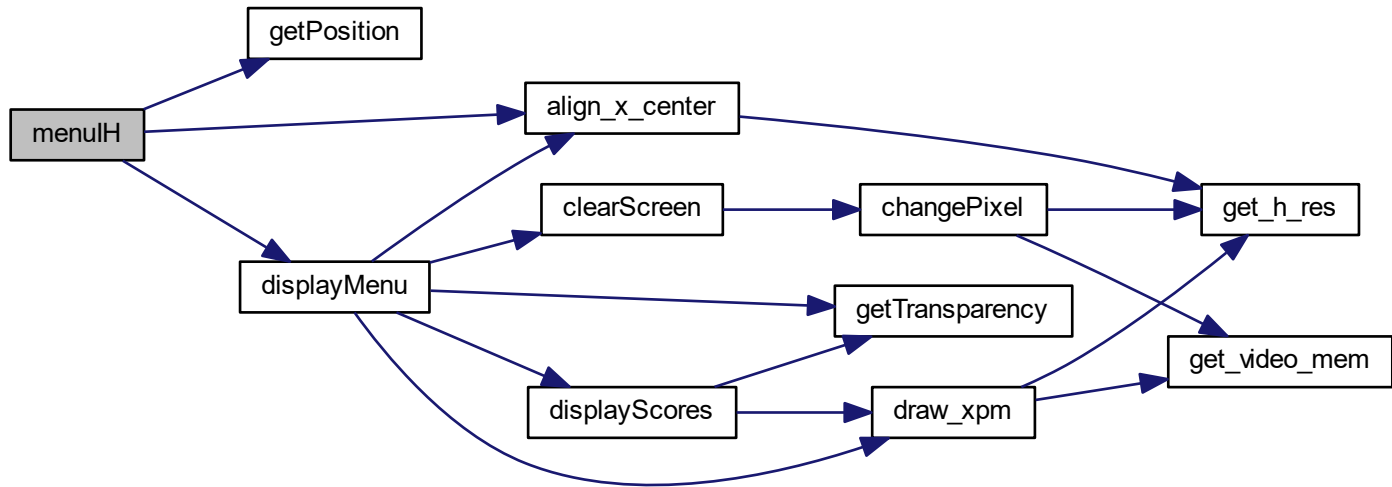 getPosition
menuIH
align_x_center
clearScreen
changePixel
get_h_res
displayMenu
getTransparency
get_video_mem
displayScores
draw_xpm